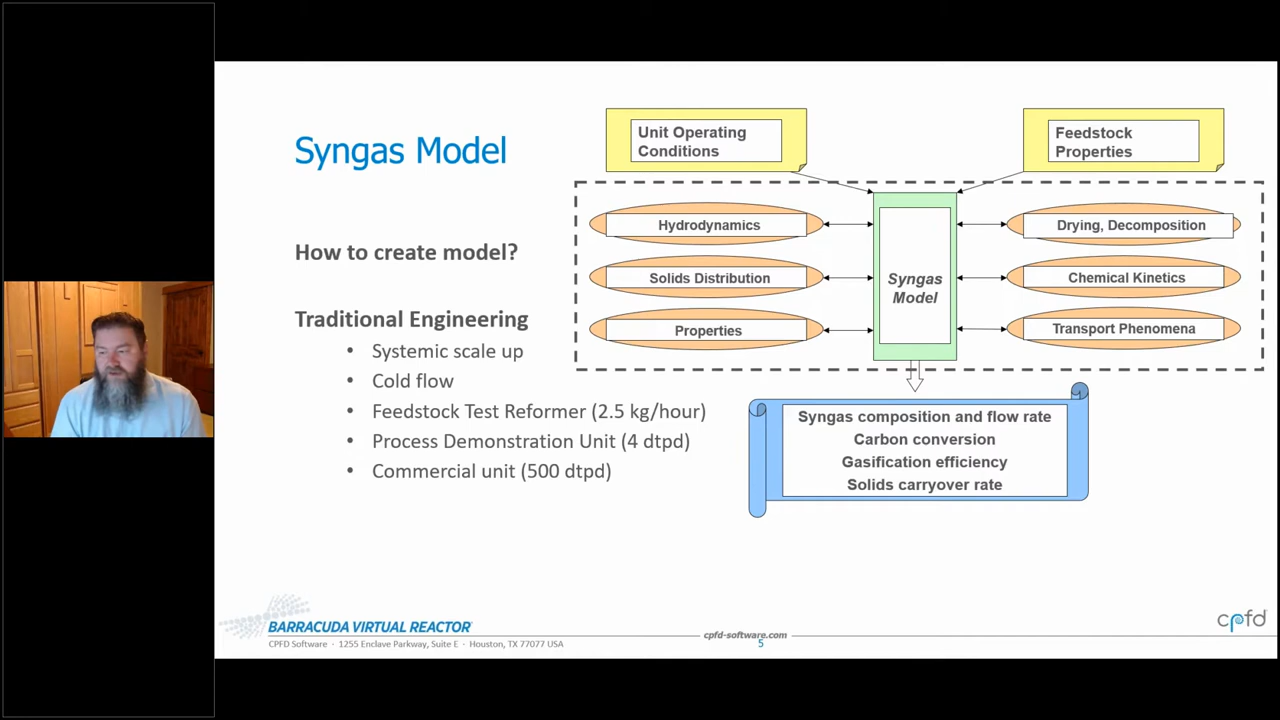 Syngas Model
How to create model?
Traditional Engineering
• Systemic scale up
• Cold flow
• Feedstock Test Reformer (2.5 kg/hour)
• Process Demonstration Unit (4 dtpd)
• Commercial unit (500 dtpd)
Unit Operating
Conditions
Feedstock
Properties
Hydrodynamics
Solids Distribution
Properties
Syngas
Model
Drying, Decomposition
Chemical Kinetics
Transport Phenomena
Syngas composition and flow rate
Carbon conversion
Gasification efficiency
Solids carryover rate
BARRACUDA VIRTUAL REACTOR
CPFD Software · 1255 Enclave Parkway, Suite E · Houston, TX 77077 USA
cpfd-software.com
5
cpfd